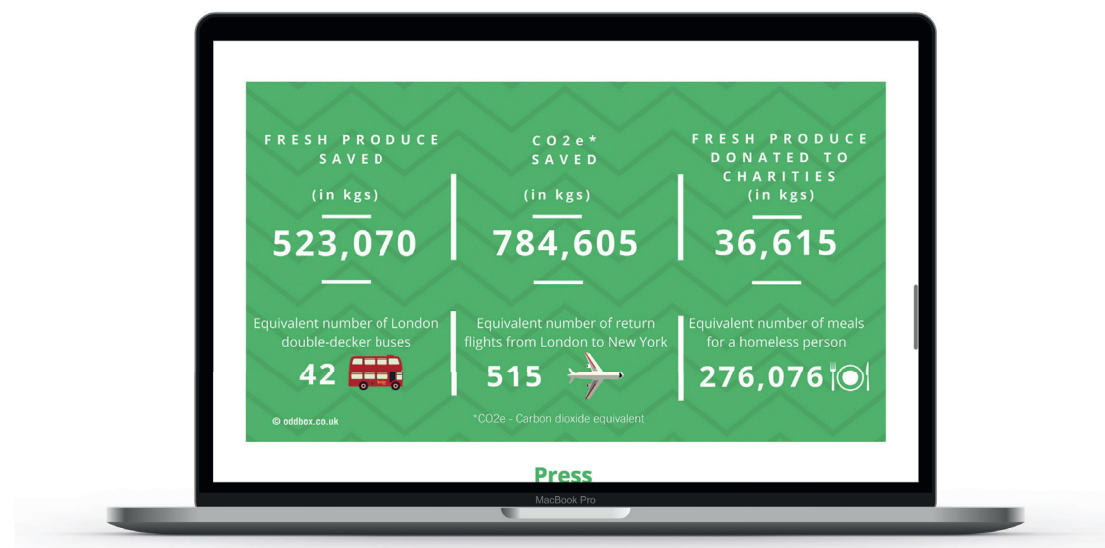 FRESH PRODUCE
SAVED
(in kgs)
523,070
Equivalent number of London
double-decker buses
42
CO2e*
SAVED
(in kgs)
784,605
Equivalent number of return
flights from London to New York
515
*CO2e - Carbon dioxide equivalent
FRESH PRODUCE
DONATED TO
CHARITIES
(in kgs)
36,615
Equivalent number of meals
for a homeless person
276,076
© oddbox.co.uk
Press
MacBook Pro